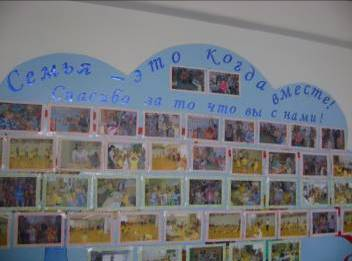 Семья - это когда вместе!
Спасибо за то что вы с нами!